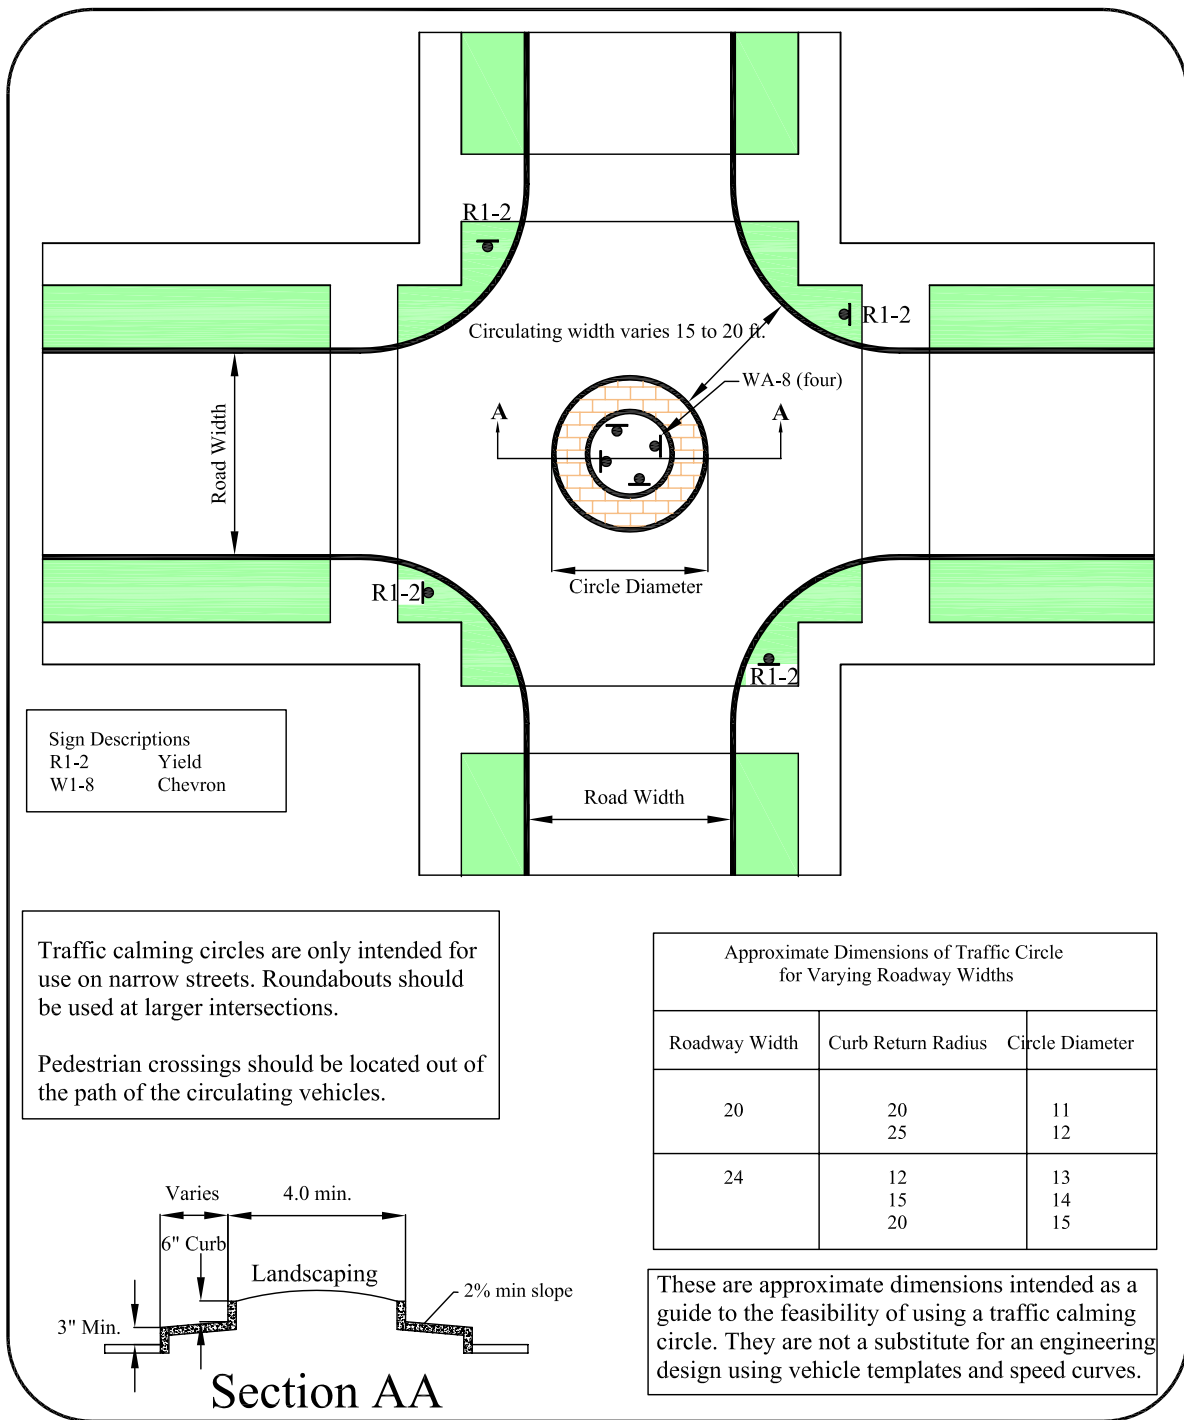 R1-2
R1-2
Circulating width varies 15 to 20 ft.
WA-8 (four)
A
A
Road Width
Circle Diameter
R1-2
R1-2
Sign Descriptions
R1-2 Yield
W1-8 Chevron
Road Width
Traffic calming circles are only intended for
use on narrow streets. Roundabouts should
be used at larger intersections.
Pedestrian crossings should be located out of
the path of the circulating vehicles.
Approximate Dimensions of Traffic Circle
for Varying Roadway Widths
Roadway Width Curb Return Radius Circle Diameter
20 20 11
25 12
24 12 13
15 14
20 15
Varies 4.0 min.
6" Curb
Landscaping
2% min slope
3" Min.
Section AA
These are approximate dimensions intended as a
guide to the feasibility of using a traffic calming
circle. They are not a substitute for an engineering
design using vehicle templates and speed curves.